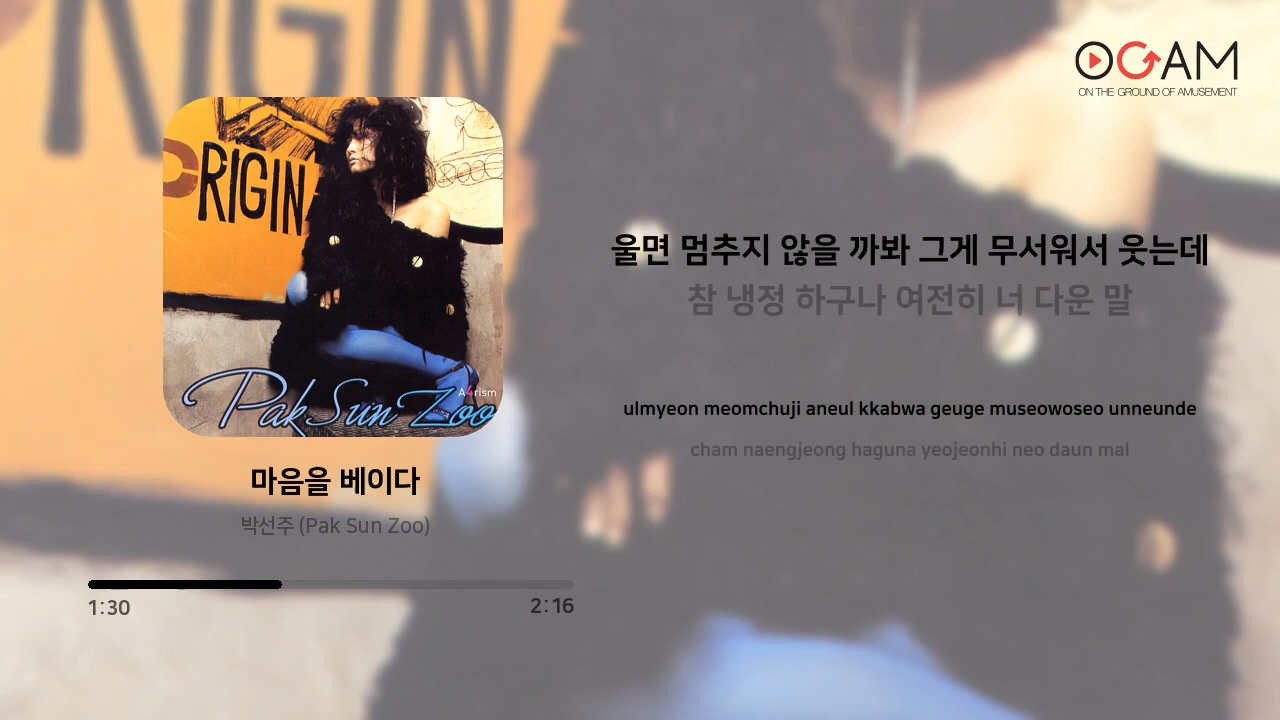 RIGIN
OGAM
ON THE GROUND OF AMUSEMENT
ORIGIN
Pak Sun Zoo
A4rism
마음을 베이다
박선주 (Pak Sun Zoo)
1:30
2:16
울면 멈추지 않을 까봐 그게 무서워서 웃는데
참 냉정 하구나 여전히 너 다운 말
ulmyeon meomchuji aneul kkabwa geuge museowoseo unneunde
cham naengjeong haguna yeojeonhi neo daun mal